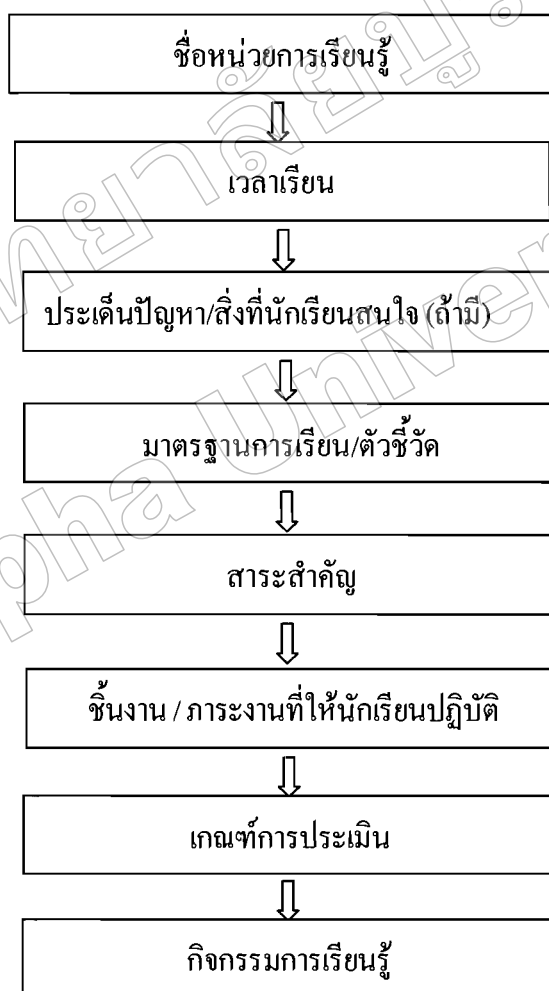 ชื่อหน่วยการเรียนรู้
เวลาเรียน
ประเด็นปัญหา/สิ่งที่นักเรียนสนใจ (ถ้ามี)
มาตรฐานการเรียน/ตัวชี้วัด
สาระสำคัญ
ชิ้นงาน / ภาระงานที่ให้นักเรียนปฏิบัติ
เกณฑ์การประเมิน
กิจกรรมการเรียนรู้